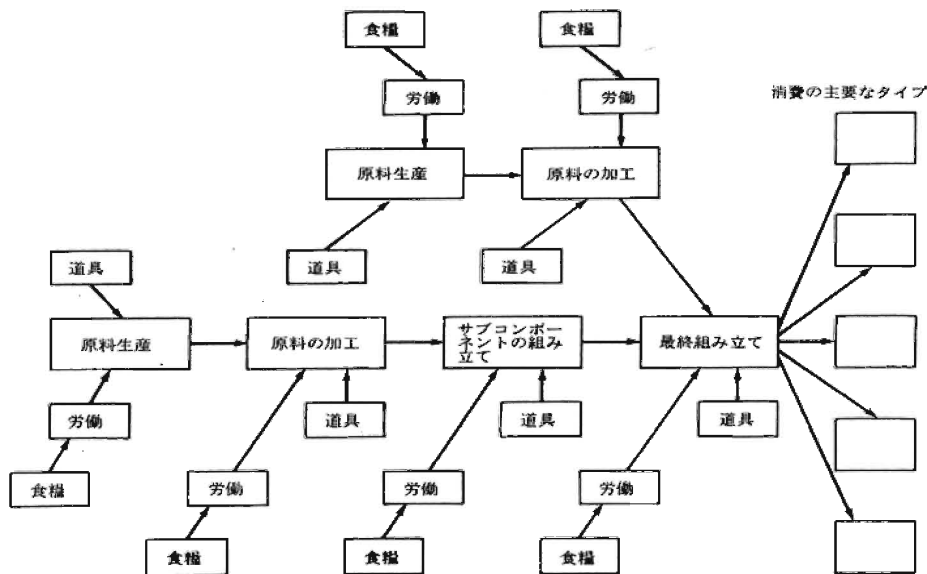 食糧
食糧
労働
労働
消費の主要なタイプ
原料生産
原料の加工
道具
道具
道具
原料生産
原料の加工
サブコンポー
ネントの組み
立て
最終組み立て
労働
道具
道具
道具
食糧
労働
労働
労働
食糧
食糧
食糧